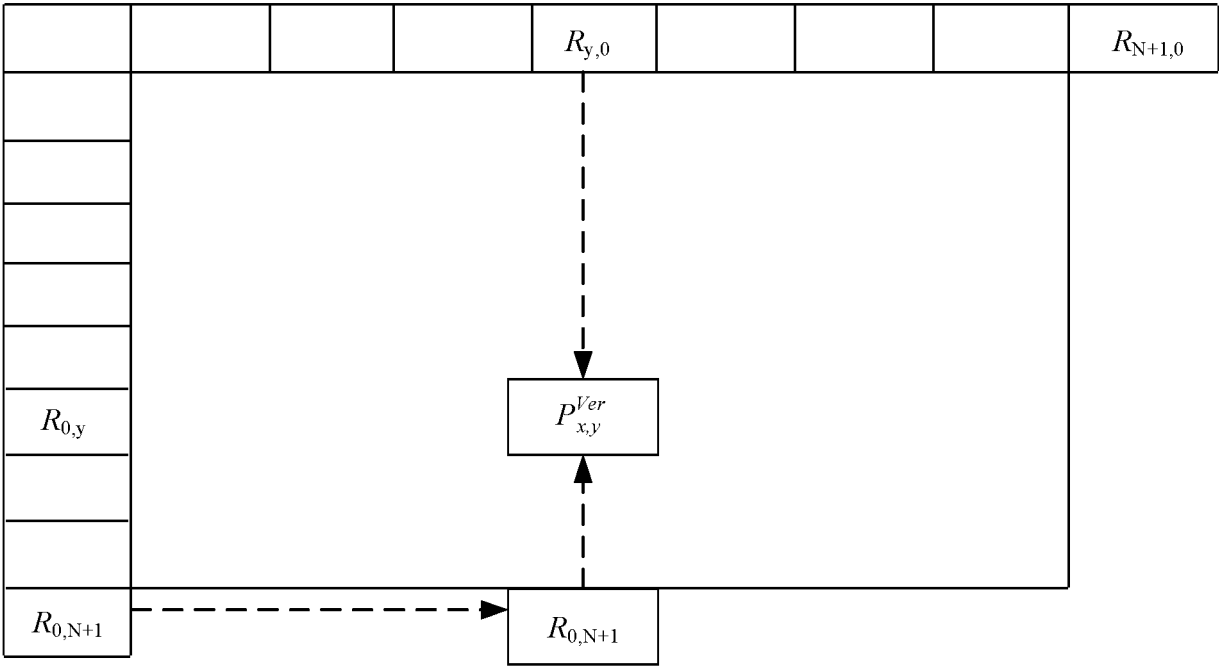 R_{y,0}
R_{N+1,0}
R_{0,y}
P^{Ver}_{x,y}
R_{0,N+1}
R_{0,N+1}